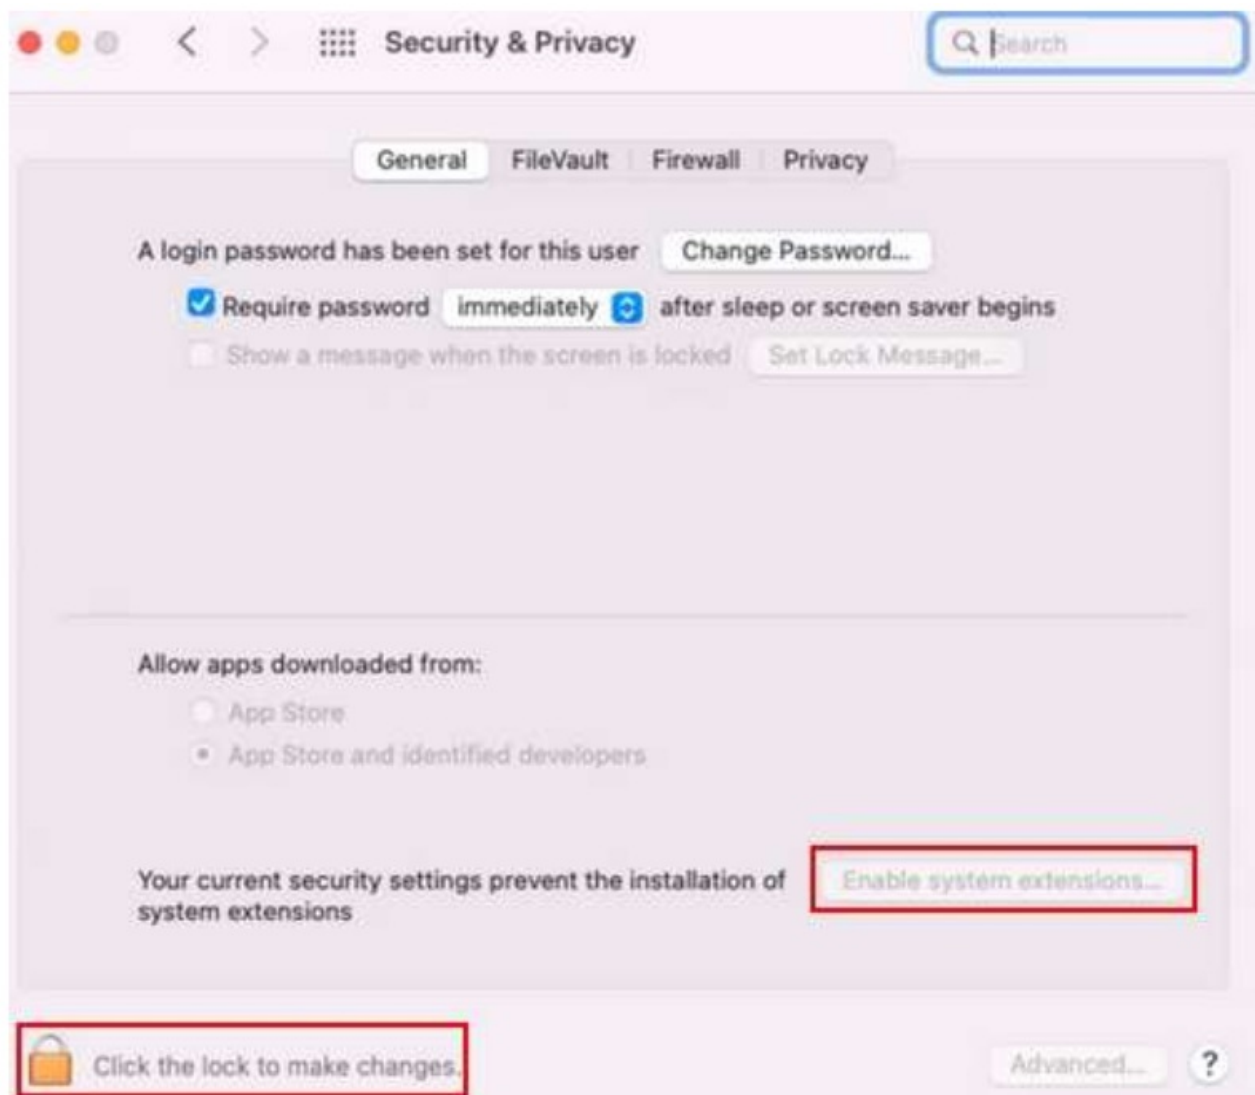 Security & Privacy
Search
General FileVault Firewall Privacy
A login password has been set for this user Change Password...
Require password immediately after sleep or screen saver begins
Show a message when the screen is locked Set Lock Message...
Allow apps downloaded from:
App Store
App Store and identified developers
Your current security settings prevent the installation of Enable system extensions...
system extensions
Click the lock to make changes.
Advanced... ?